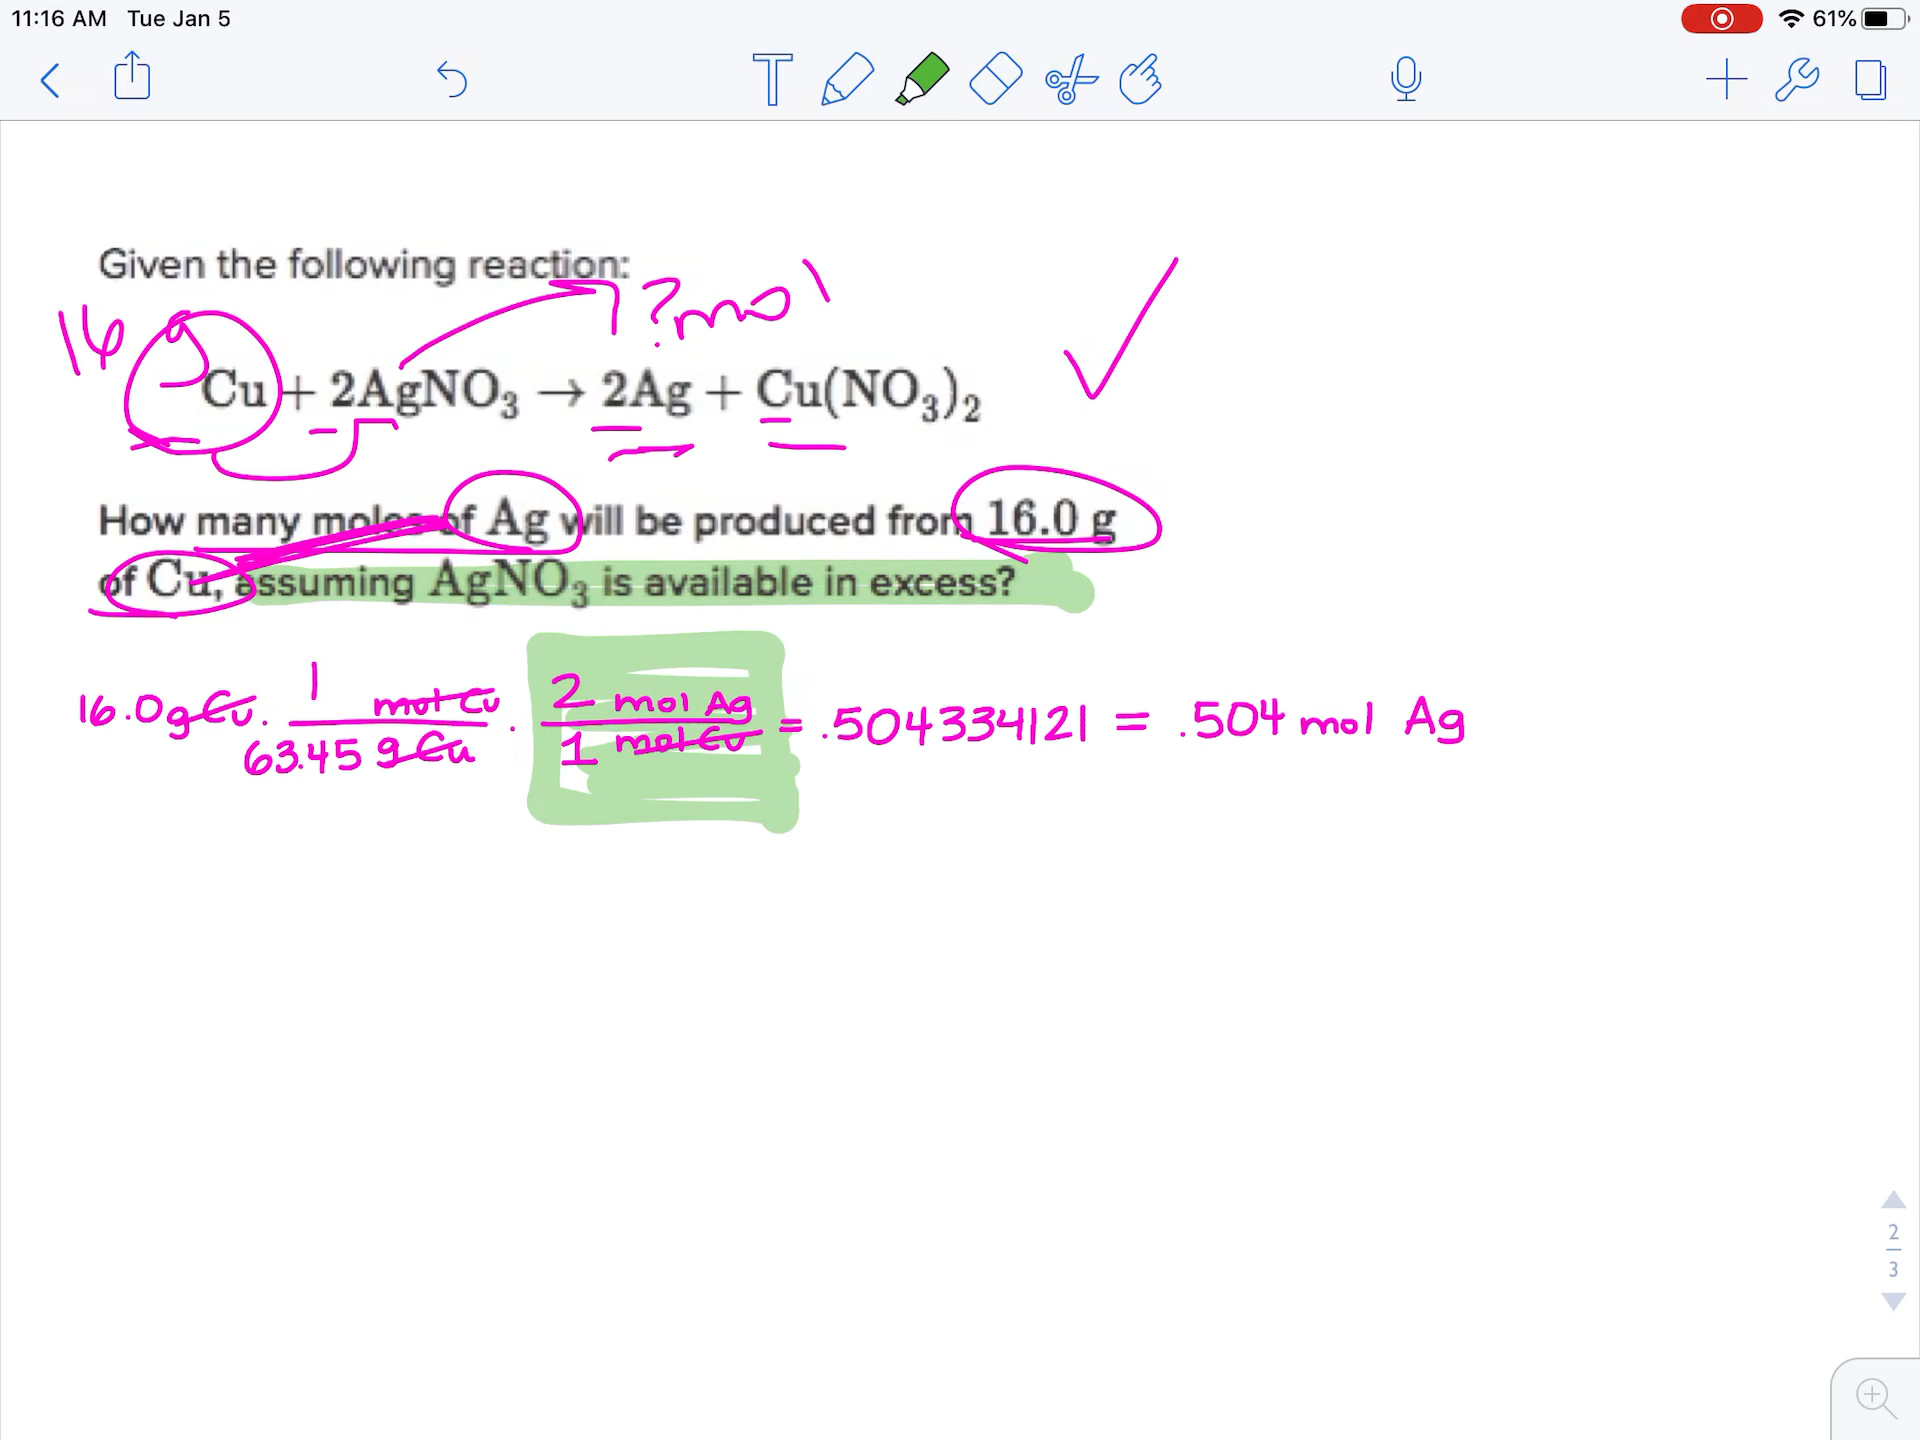 11:16 AM Tue Jan 5
61%
T
Given the following reaction:
16 g ? mol
Cu + 2AgNO₃ → 2Ag + Cu(NO₃)₂
How many moles of Ag will be produced from 16.0 g
of Cu, assuming AgNO₃ is available in excess?
1 mol Cu 2 mol Ag
16.0 g Cu · · = .504334121 = .504 mol Ag
63.45 g Cu 1 mol Cu
2
3